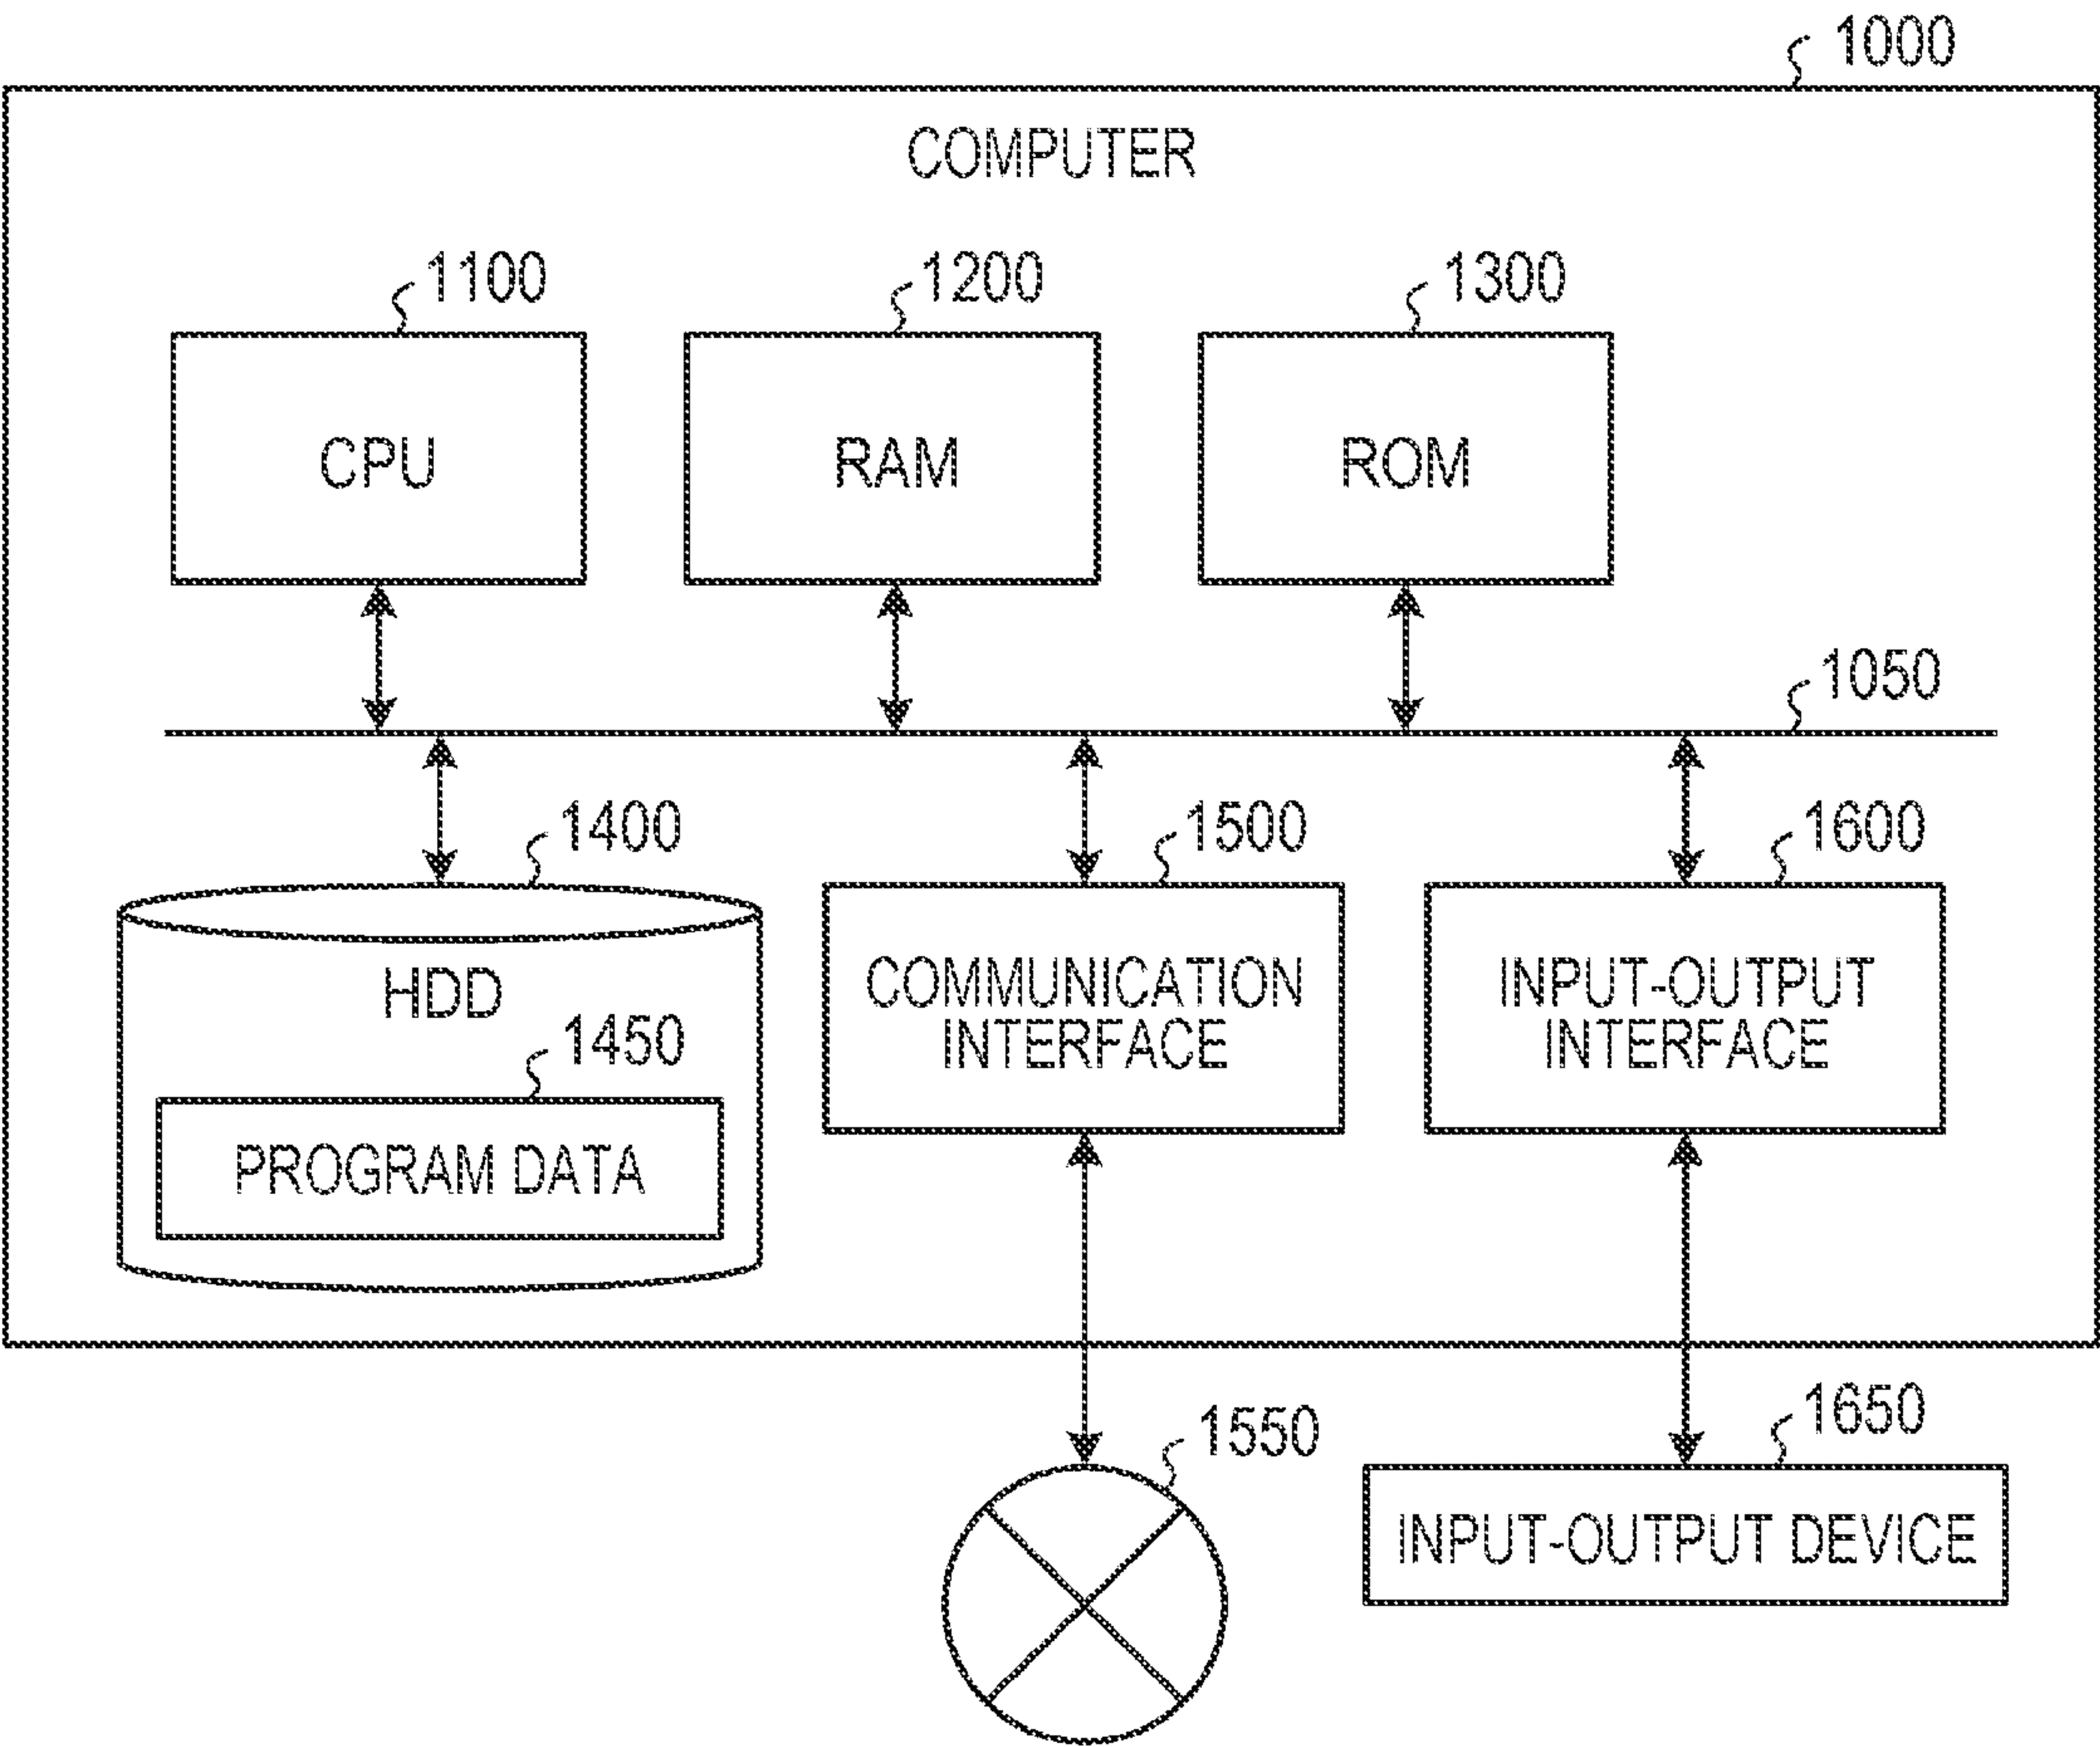 1000
COMPUTER
1100
1200
1300
CPU
RAM
ROM
1050
1400
1500
1600
HDD
COMMUNICATION
INTERFACE
INPUT-OUTPUT
INTERFACE
1450
PROGRAM DATA
1550
1650
INPUT-OUTPUT DEVICE